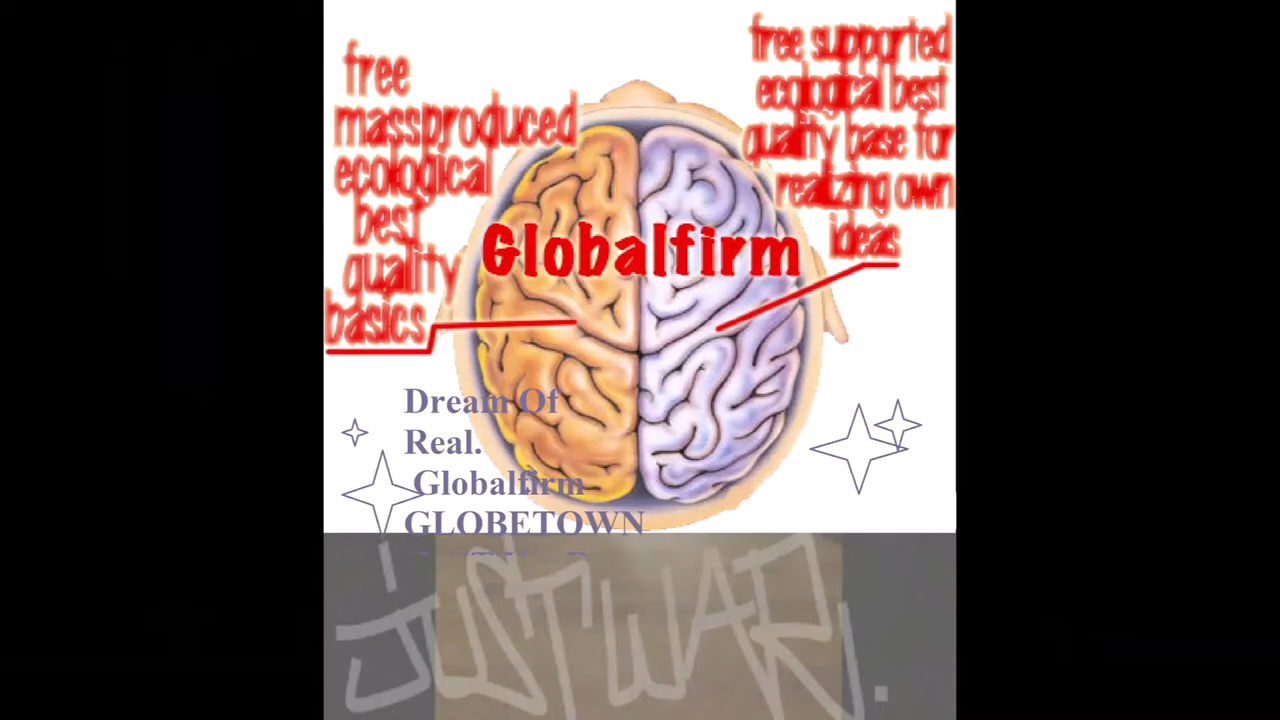 free
massproduced
ecological
best
quality
basics
free supported
ecological best
quality base for
realizing own
ideas
Globalfirm
Dream Of
Real.
Globalfirm
GLOBETOWN
JUST WAR.